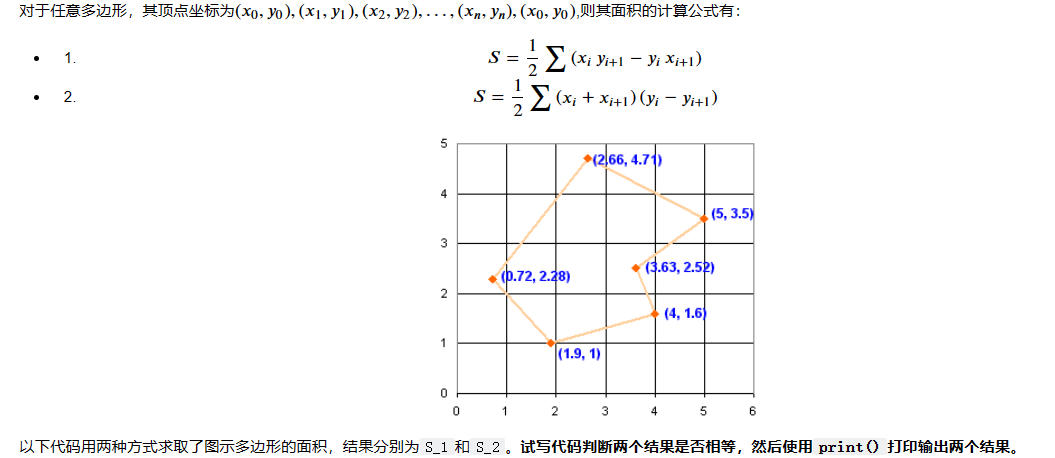 对于任意多边形，其顶点坐标为(x₀, y₀), (x₁, y₁), (x₂, y₂), . . . , (xₙ, yₙ), (x₀, y₀),则其面积的计算公式有：
• 1. S = 1/2 ∑ (xᵢ yᵢ₊₁ − yᵢ xᵢ₊₁)
• 2. S = 1/2 ∑ (xᵢ + xᵢ₊₁)(yᵢ − yᵢ₊₁)
5
(2.66, 4.71)
4
(5, 3.5)
3
(3.63, 2.52)
(0.72, 2.28)
2
(4, 1.6)
1
(1.9, 1)
0
0 1 2 3 4 5 6
以下代码用两种方式求取了图示多边形的面积，结果分别为 S_1 和 S_2 。试写代码判断两个结果是否相等，然后使用 print() 打印输出两个结果。